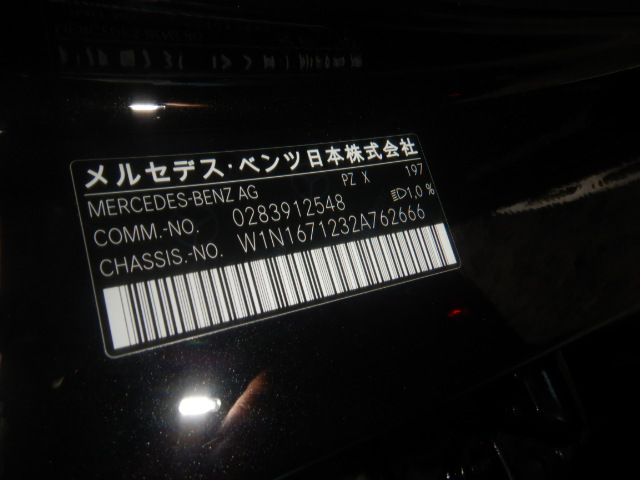 メルセデス・ベンツ日本株式会社
MERCEDES-BENZ AG PZ X 197
COMM.-NO. 0283912548 1.0 %
CHASSIS.-NO. W1N1671232A762666